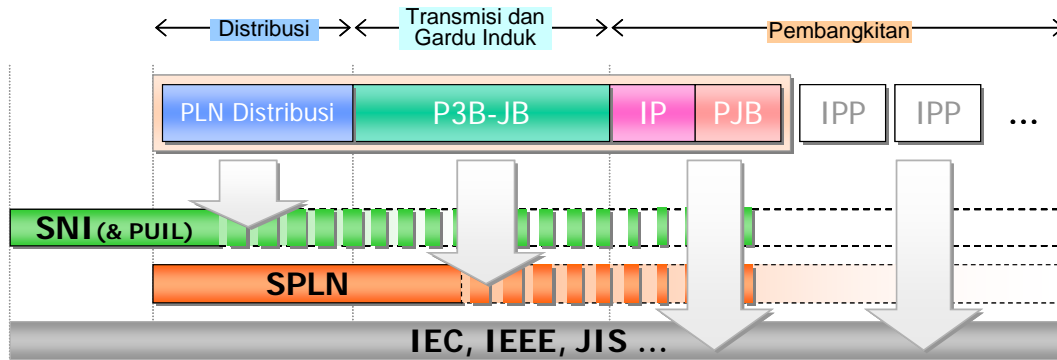 Distribusi
Transmisi dan
Gardu Induk
Pembangkitan
PLN Distribusi
P3B-JB
IP
PJB
IPP
IPP
...
SNI (& PUIL)
SPLN
IEC, IEEE, JIS ...